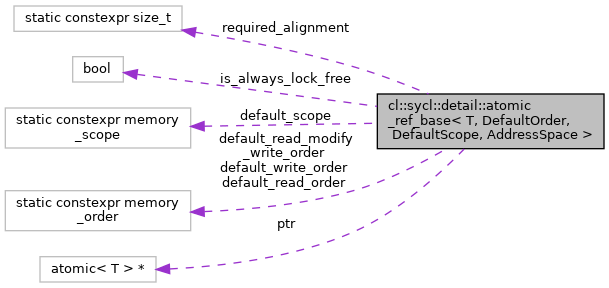 static constexpr size_t
required_alignment
bool
is_always_lock_free
cl::sycl::detail::atomic
_ref_base< T, DefaultOrder,
DefaultScope, AddressSpace >
static constexpr memory
_scope
default_scope
default_read_modify
_write_order
default_write_order
default_read_order
static constexpr memory
_order
ptr
atomic< T > *